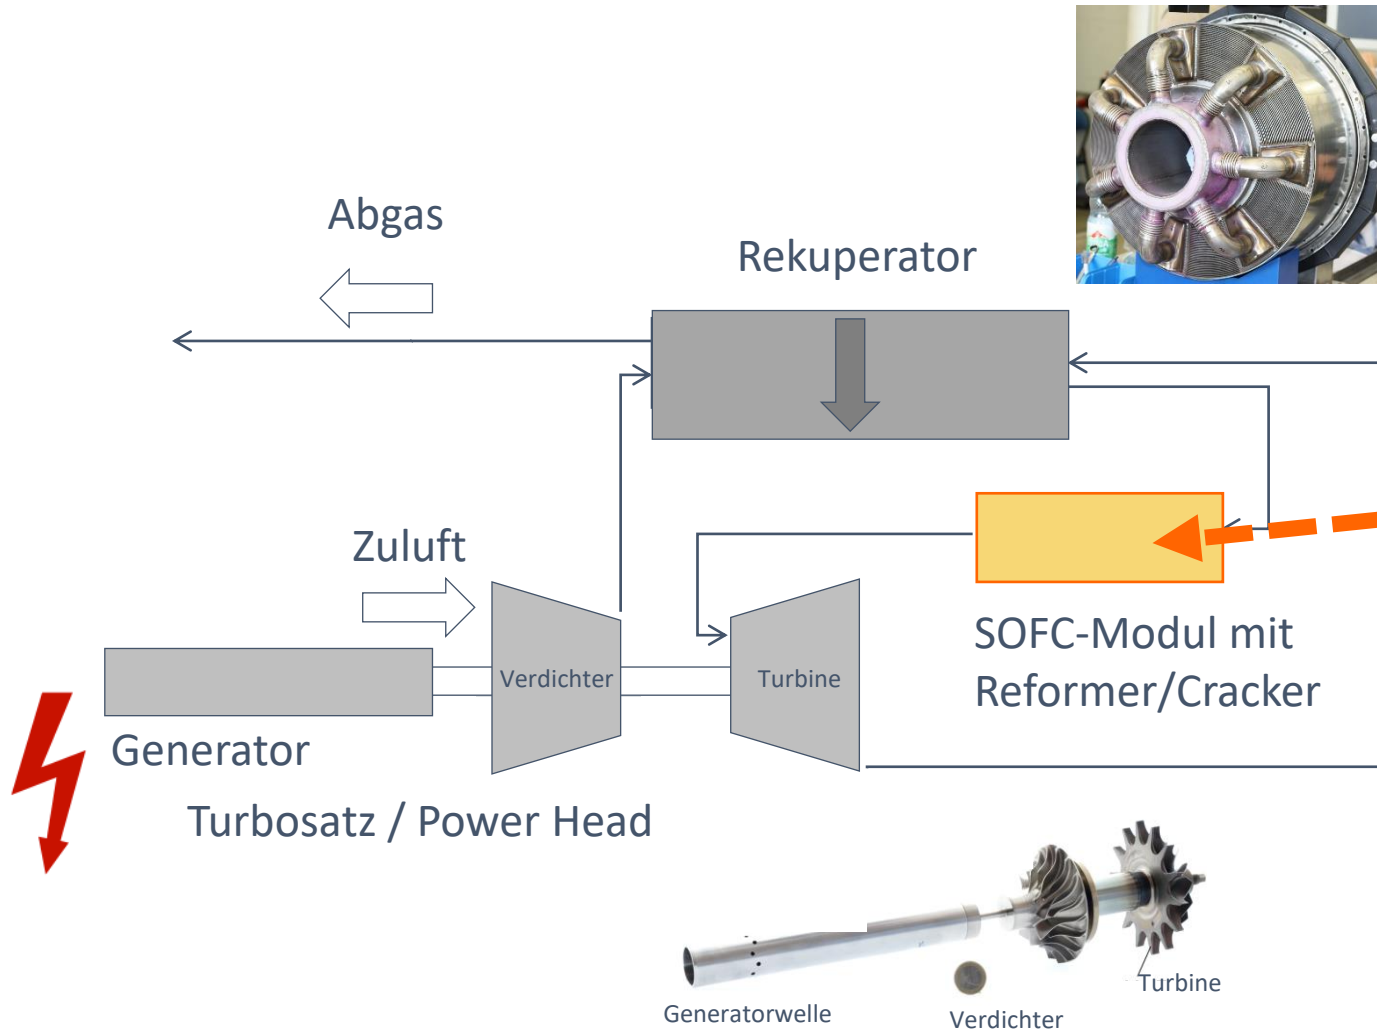 Abgas
Rekuperator
Zuluft
Verdichter
Turbine
SOFC-Modul mit
Reformer/Cracker
Generator
Turbosatz / Power Head
Turbine
Generatorwelle
Verdichter